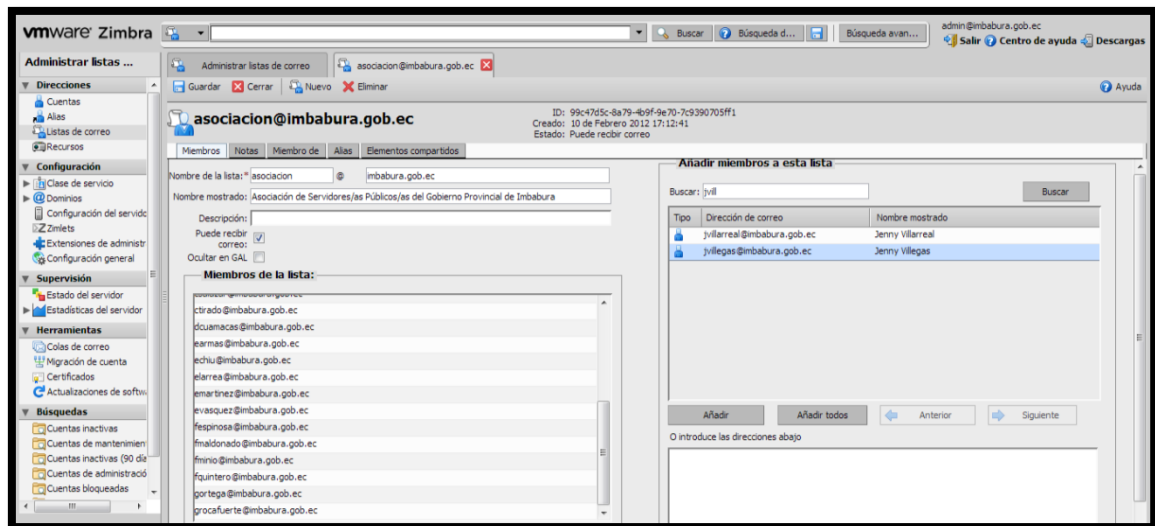 vmware Zimbra
Buscar
Búsqueda d...
Búsqueda avan...
admin@imbabura.gob.ec
Salir
Centro de ayuda
Descargas
Administrar listas ...
Direcciones
Cuentas
Alias
Listas de correo
Recursos
Configuración
Clase de servicio
Dominios
Configuración del servido
Zimlets
Extensiones de administr
Configuración general
Supervisión
Estado del servidor
Estadísticas del servidor
Herramientas
Colas de correo
Migración de cuenta
Certificados
Actualizaciones de softw
Búsquedas
Cuentas inactivas
Cuentas de mantenimien
Cuentas inactivas (90 día
Cuentas de administració
Cuentas bloqueadas
Administrar listas de correo
asociacion@imbabura.gob.ec
Guardar
Cerrar
Nuevo
Eliminar
Ayuda
asociacion@imbabura.gob.ec
ID: 99c47d5c-8a79-4b9f-9e70-7c9390705ff1
Creado: 10 de Febrero 2012 17:12:41
Estado: Puede recibir correo
Miembros
Notas
Miembro de
Alias
Elementos compartidos
Nombre de la lista:* asociacion @ imbabura.gob.ec
Nombre mostrado: Asociación de Servidores/as Públicos/as del Gobierno Provincial de Imbabura
Descripción:
Puede recibir
correo:
Ocultar en GAL
Miembros de la lista:
ctirado@imbabura.gob.ec
dcuamacas@imbabura.gob.ec
earmas@imbabura.gob.ec
echiu@imbabura.gob.ec
elarrea@imbabura.gob.ec
emartinez@imbabura.gob.ec
evasquez@imbabura.gob.ec
fespinosa@imbabura.gob.ec
fmaldonado@imbabura.gob.ec
fminio@imbabura.gob.ec
fquintero@imbabura.gob.ec
gortega@imbabura.gob.ec
grocafuerte@imbabura.gob.ec
Añadir miembros a esta lista
Buscar: jvill
Buscar
Tipo Dirección de correo Nombre mostrado
jvillarreal@imbabura.gob.ec Jenny Villarreal
jvillegas@imbabura.gob.ec Jenny Villegas
Añadir
Añadir todos
Anterior
Siguiente
O introduce las direcciones abajo